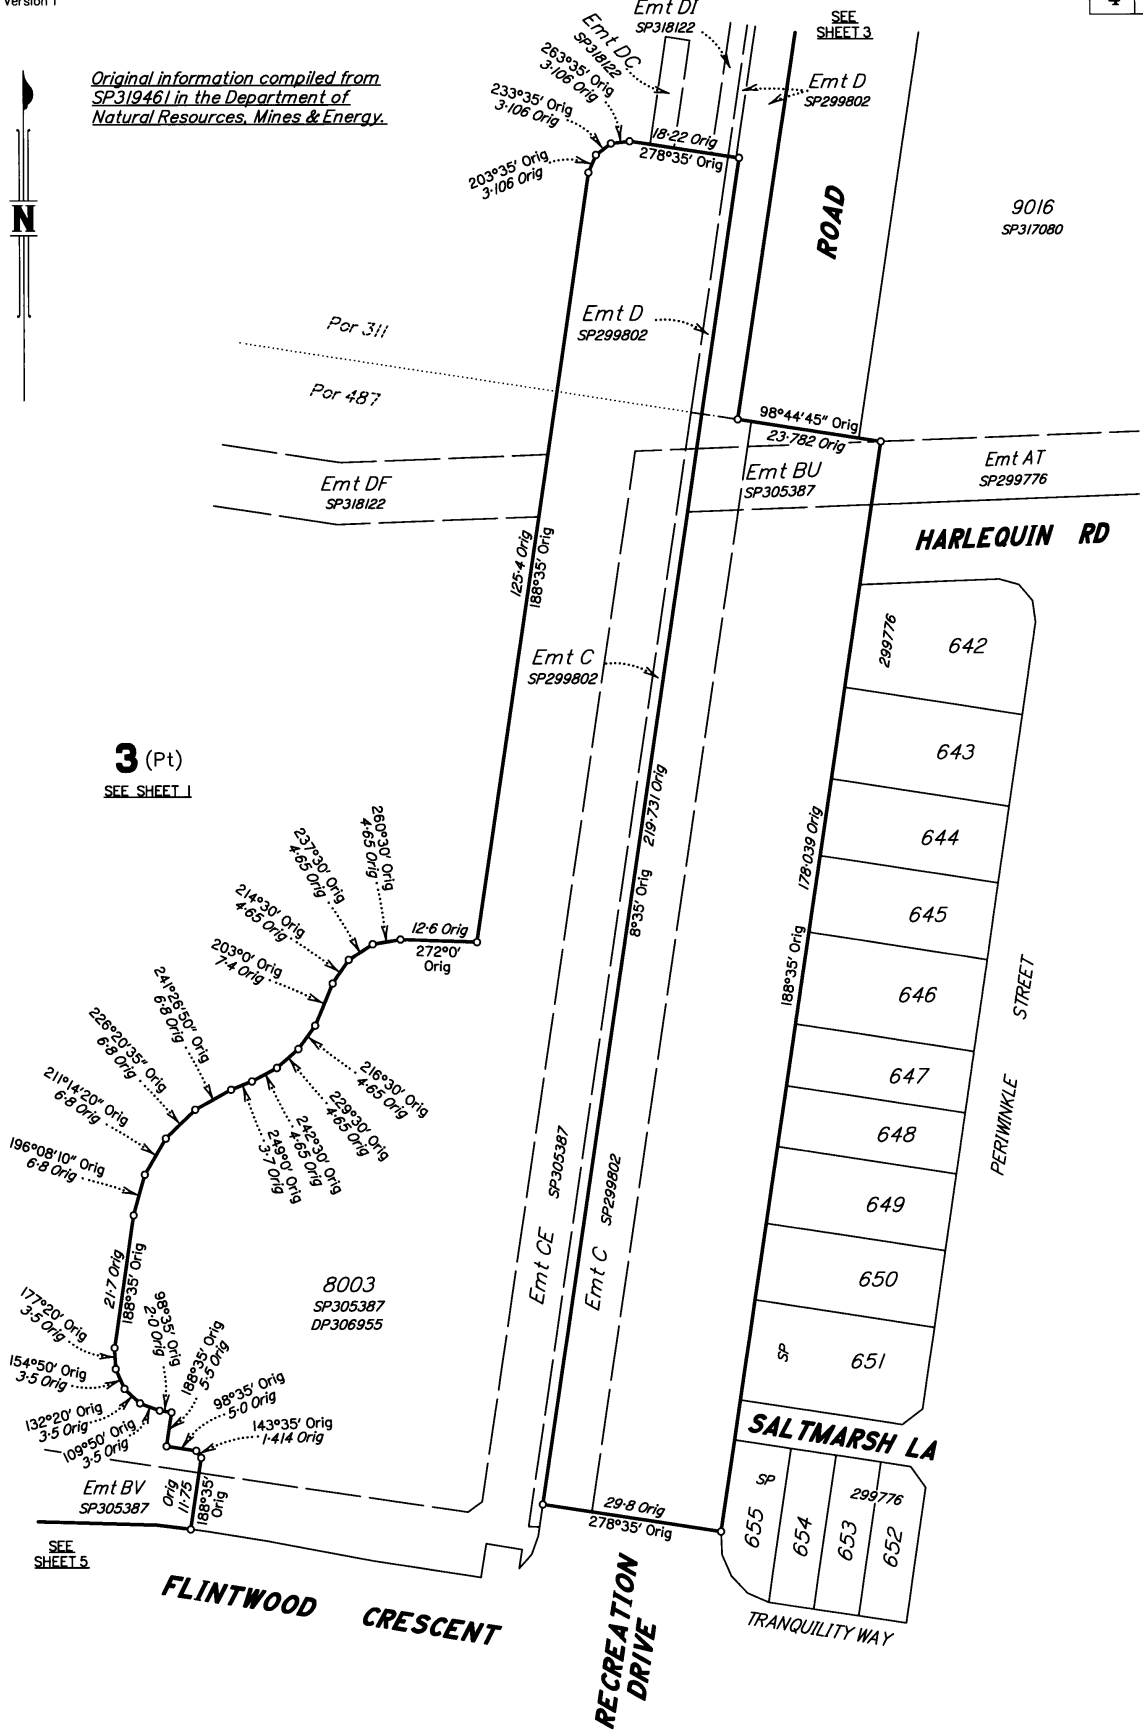 Version 1
4
Original information compiled from
SP319461 in the Department of
Natural Resources, Mines & Energy.
N
Emt DI
SP318122
SEE
SHEET 3
Emt DC
SP318122
263°35' Orig
3·106 Orig
233°35' Orig
3·106 Orig
203°35' Orig
3·106 Orig
18·22 Orig
278°35' Orig
Emt D
SP299802
ROAD
9016
SP317080
Emt D
SP299802
Por 311
Por 487
98°44'45" Orig
23·782 Orig
Emt DF
SP318122
Emt BU
SP305387
Emt AT
SP299776
HARLEQUIN RD
125·4 Orig
188°35' Orig
Emt C
SP299802
299776
642
643
644
645
646
647
648
649
650
SP
651
3 (Pt)
SEE SHEET 1
219·731 Orig
8°35' Orig
178·039 Orig
188°35' Orig
PERIWINKLE STREET
260°30' Orig
4·65 Orig
237°30' Orig
4·65 Orig
214°30' Orig
4·65 Orig
203°0' Orig
7·4 Orig
12·6 Orig
272°0'
Orig
241°26'50" Orig
6·8 Orig
226°20'35" Orig
6·8 Orig
211°14'20" Orig
6·8 Orig
196°08'10" Orig
6·8 Orig
216°30' Orig
4·65 Orig
229°30' Orig
4·65 Orig
242°30' Orig
4·65 Orig
249°0' Orig
3·7 Orig
Emt CE SP305387
Emt C SP299802
21·7 Orig
188°35' Orig
8003
SP305387
DP306955
177°20' Orig
3·5 Orig
154°50' Orig
3·5 Orig
132°20' Orig
3·5 Orig
109°50' Orig
3·5 Orig
98°35' Orig
2·0 Orig
188°35' Orig
5·5 Orig
98°35' Orig
5·0 Orig
143°35' Orig
1·414 Orig
Emt BV
SP305387
Orig
11·75
188°35'
Orig
SEE
SHEET 5
29·8 Orig
278°35' Orig
SALTMARSH LA
SP
299776
655
654
653
652
FLINTWOOD CRESCENT
RECREATION
DRIVE
TRANQUILITY WAY